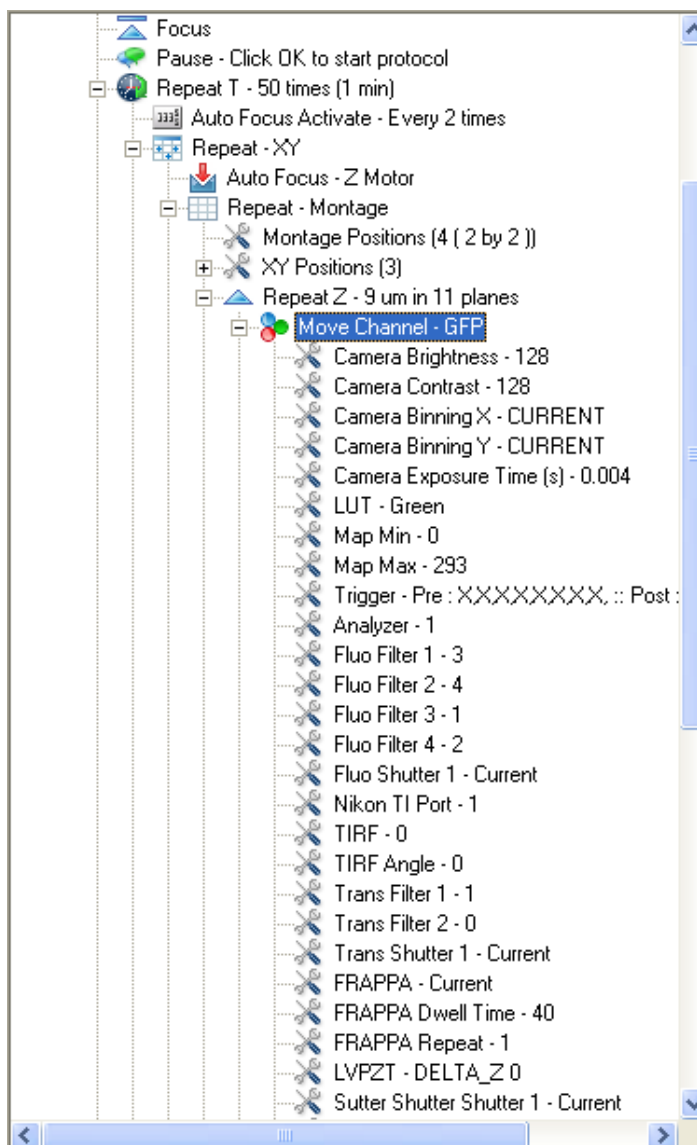 Focus
Pause - Click OK to start protocol
Repeat T - 50 times (1 min)
Auto Focus Activate - Every 2 times
Repeat - XY
Auto Focus - Z Motor
Repeat - Montage
Montage Positions (4 ( 2 by 2 ))
XY Positions (3)
Repeat Z - 9 um in 11 planes
Move Channel - GFP
Camera Brightness - 128
Camera Contrast - 128
Camera Binning X - CURRENT
Camera Binning Y - CURRENT
Camera Exposure Time (s) - 0.004
LUT - Green
Map Min - 0
Map Max - 293
Trigger - Pre : XXXXXXXX, :: Post :
Analyzer - 1
Fluo Filter 1 - 3
Fluo Filter 2 - 4
Fluo Filter 3 - 1
Fluo Filter 4 - 2
Fluo Shutter 1 - Current
Nikon TI Port - 1
TIRF - 0
TIRF Angle - 0
Trans Filter 1 - 1
Trans Filter 2 - 0
Trans Shutter 1 - Current
FRAPPA - Current
FRAPPA Dwell Time - 40
FRAPPA Repeat - 1
LVPZT - DELTA_Z 0
Sutter Shutter Shutter 1 - Current